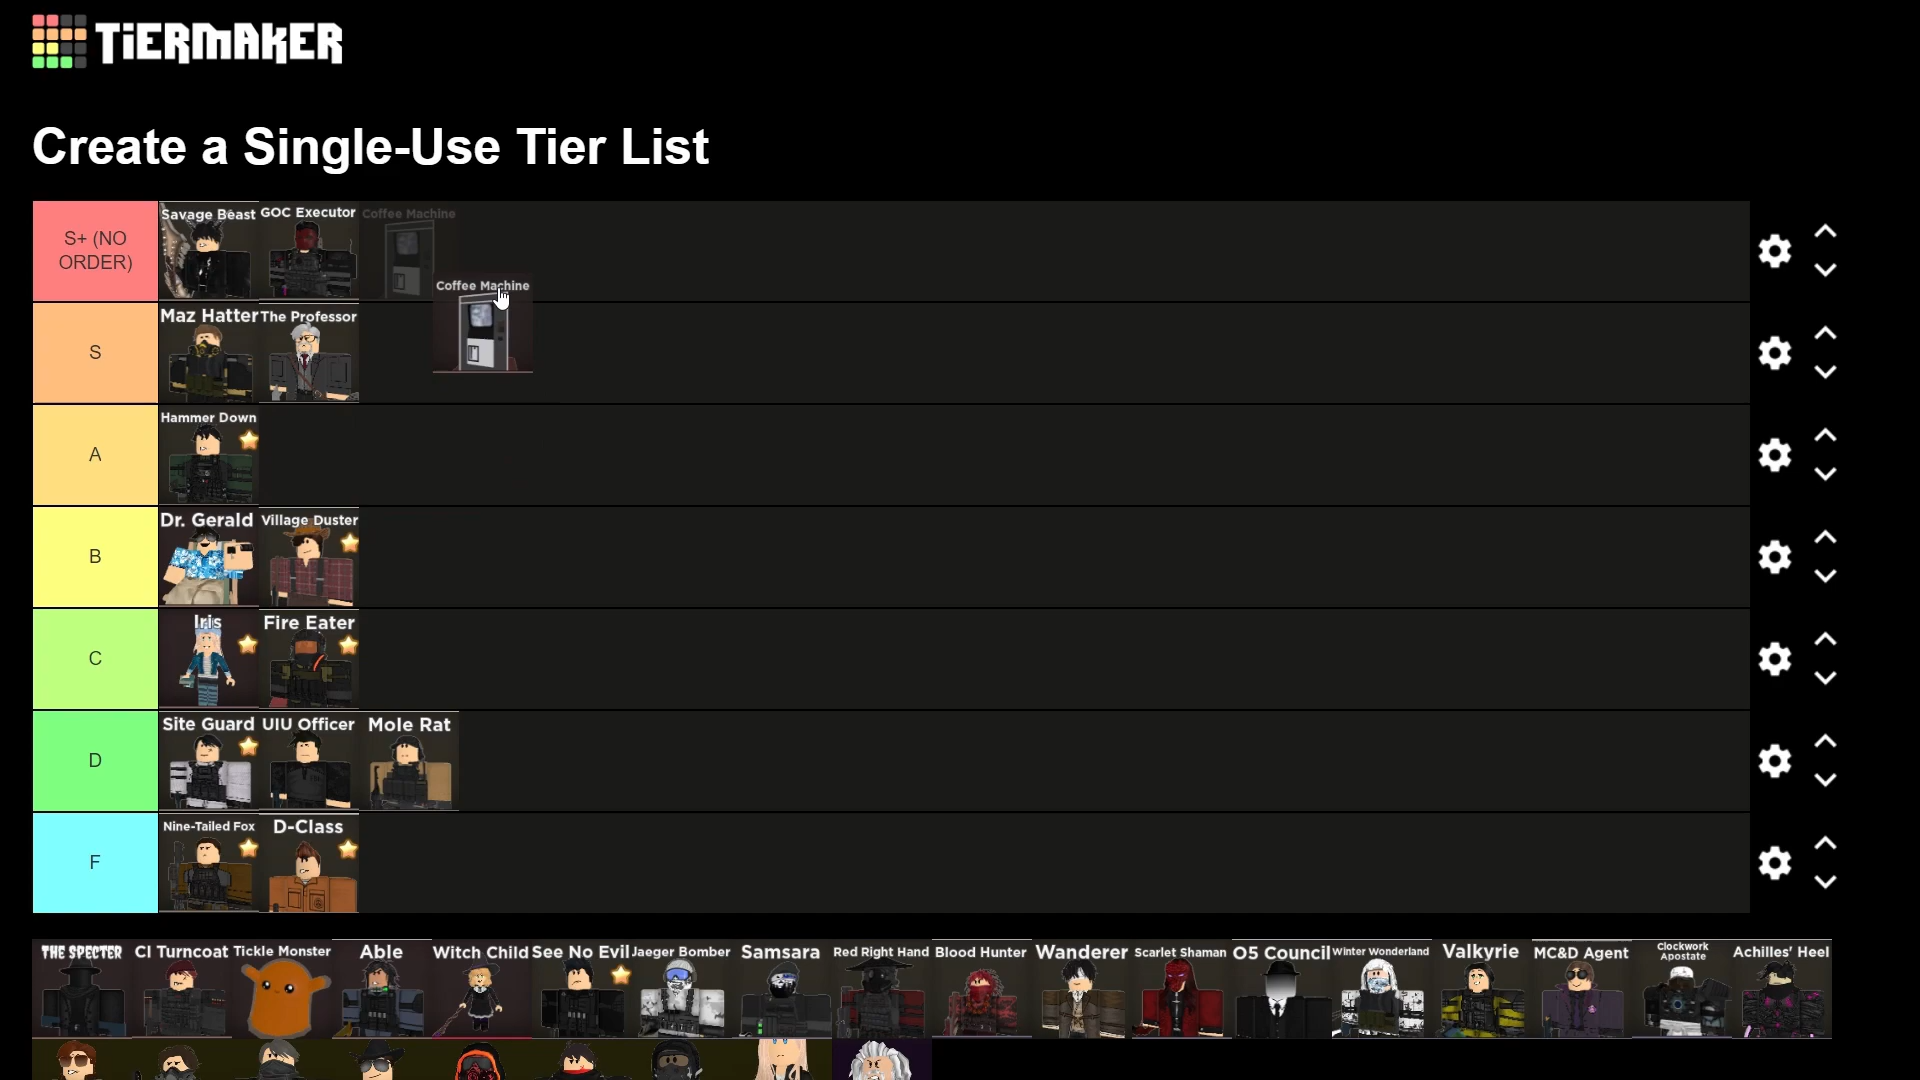 TiERMAKER
Create a Single-Use Tier List
S+ (NO
ORDER)
Savage Beast
GOC Executor
Coffee Machine
Coffee Machine
S
Maz Hatter
The Professor
A
Hammer Down
B
Dr. Gerald
Village Duster
C
Iris
Fire Eater
D
Site Guard
UIU Officer
Mole Rat
F
Nine-Tailed Fox
D-Class
THE SPECTER
CI Turncoat
Tickle Monster
Able
Witch Child
See No Evil
Jaeger Bomber
Samsara
Red Right Hand
Blood Hunter
Wanderer
Scarlet Shaman
O5 Council
Winter Wonderland
Valkyrie
MC&D Agent
Clockwork
Apostate
Achilles' Heel